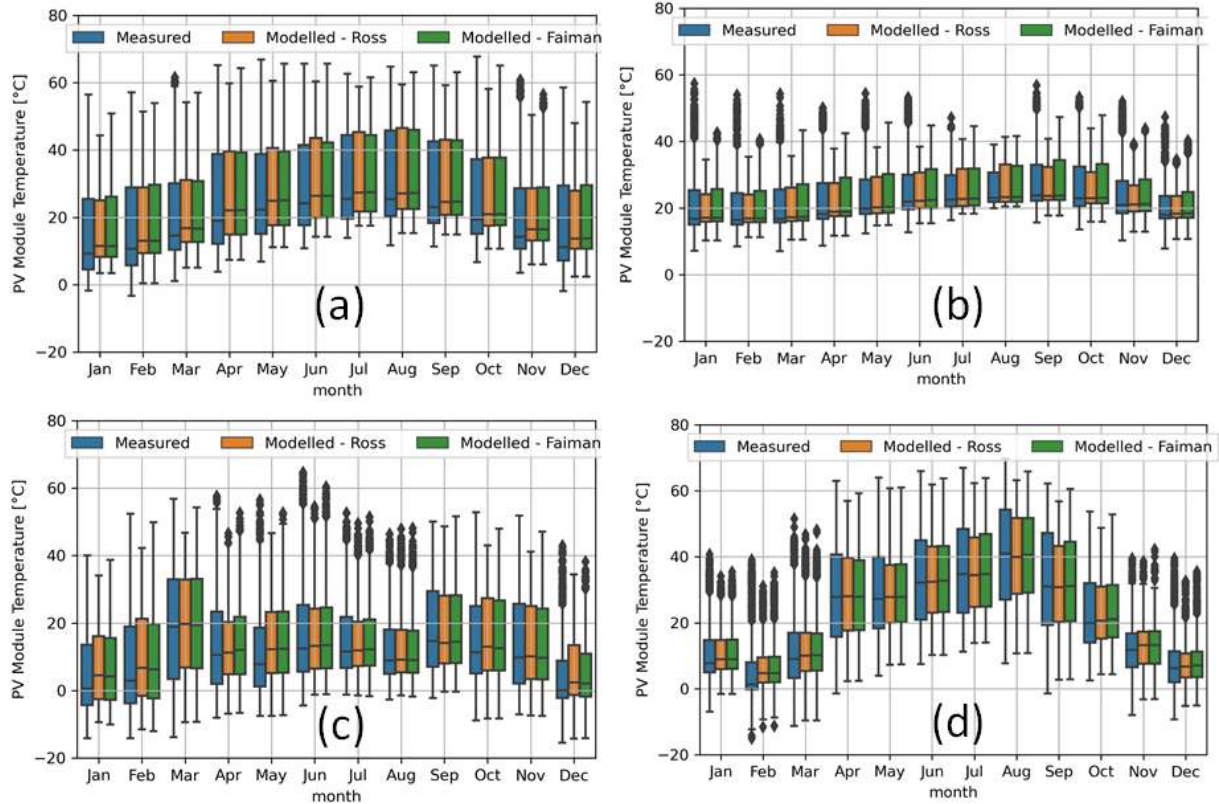 80
60
40
20
0
−20
PV Module Temperature [°C]
Measured
Modelled - Ross
Modelled - Faiman
(a)
Jan Feb Mar Apr May Jun Jul Aug Sep Oct Nov Dec
month
80
60
40
20
0
−20
PV Module Temperature [°C]
Measured
Modelled - Ross
Modelled - Faiman
(b)
Jan Feb Mar Apr May Jun Jul Aug Sep Oct Nov Dec
month
80
60
40
20
0
−20
PV Module Temperature [°C]
Measured
Modelled - Ross
Modelled - Faiman
(c)
Jan Feb Mar Apr May Jun Jul Aug Sep Oct Nov Dec
month
80
60
40
20
0
−20
PV Module Temperature [°C]
Measured
Modelled - Ross
Modelled - Faiman
(d)
Jan Feb Mar Apr May Jun Jul Aug Sep Oct Nov Dec
month